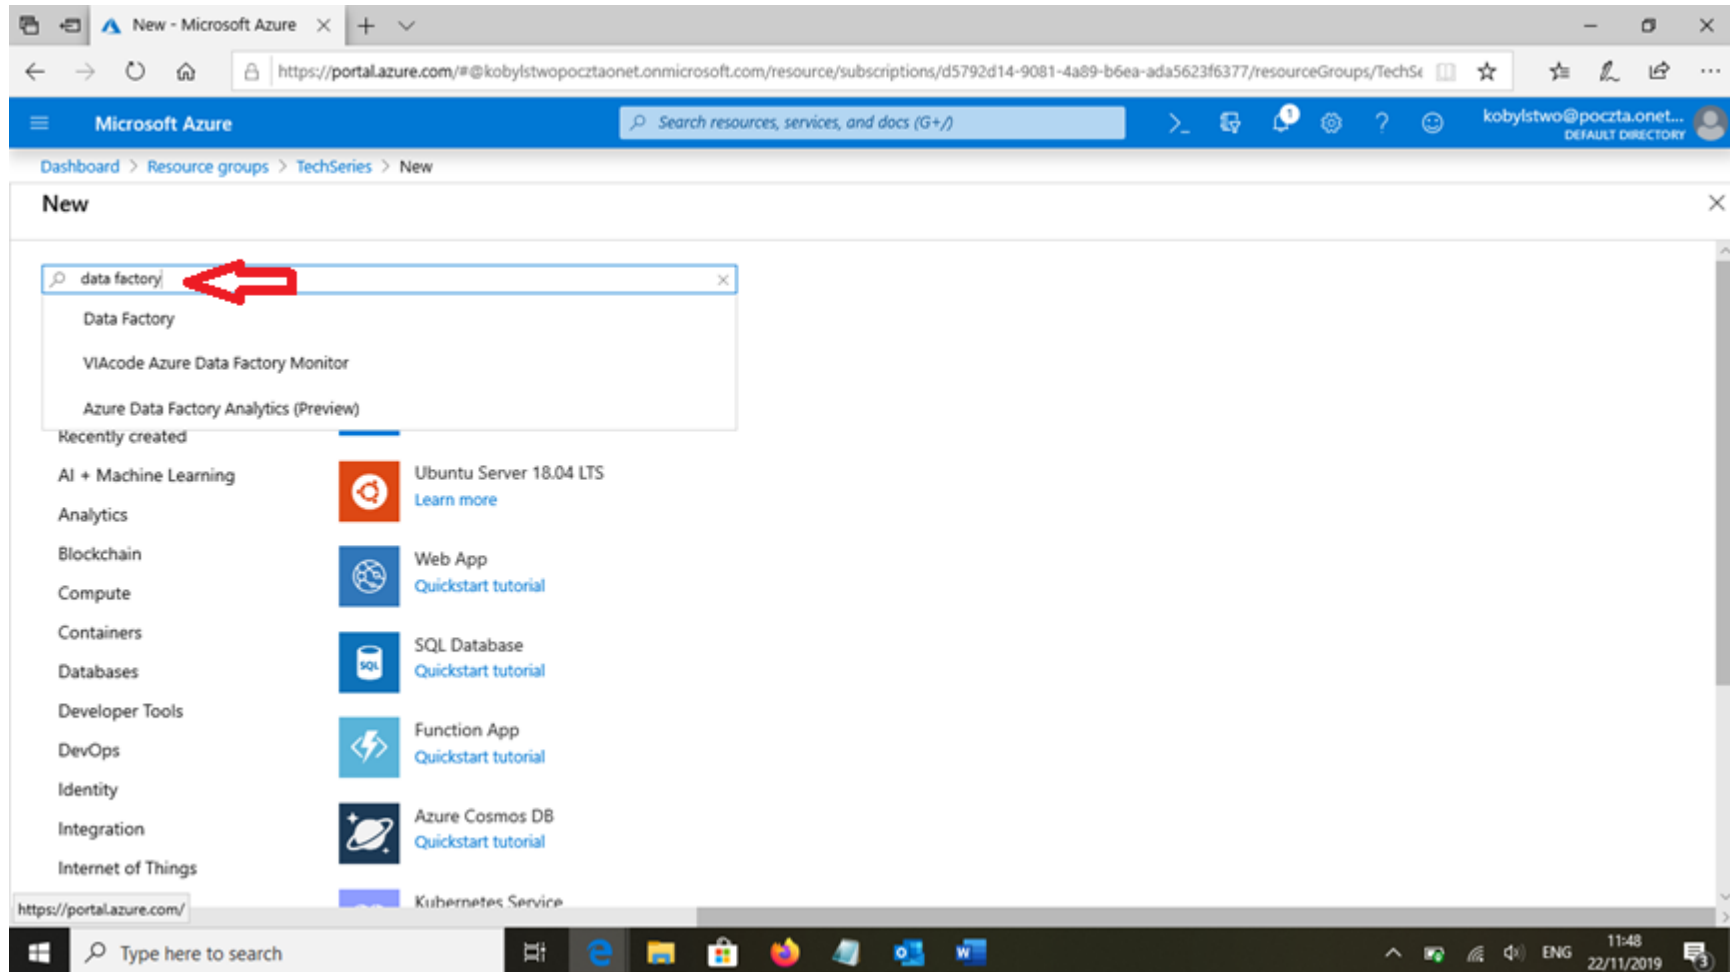 New - Microsoft Azure
https://portal.azure.com/#@kobylstwopocztaonet.onmicrosoft.com/resource/subscriptions/d5792d14-9081-4a89-b6ea-ada5623f6377/resourceGroups/TechSe
Microsoft Azure
Search resources, services, and docs (G+/)
1
kobylstwo@poczta.onet...
DEFAULT DIRECTORY
Dashboard > Resource groups > TechSeries > New
New
data factory
Data Factory
VIAcode Azure Data Factory Monitor
Azure Data Factory Analytics (Preview)
Recently created
AI + Machine Learning
Analytics
Blockchain
Compute
Containers
Databases
Developer Tools
DevOps
Identity
Integration
Internet of Things
Ubuntu Server 18.04 LTS
Learn more
Web App
Quickstart tutorial
SQL
SQL Database
Quickstart tutorial
Function App
Quickstart tutorial
Azure Cosmos DB
Quickstart tutorial
Kubernetes Service
https://portal.azure.com/
Type here to search
ENG
11:48
22/11/2019
3